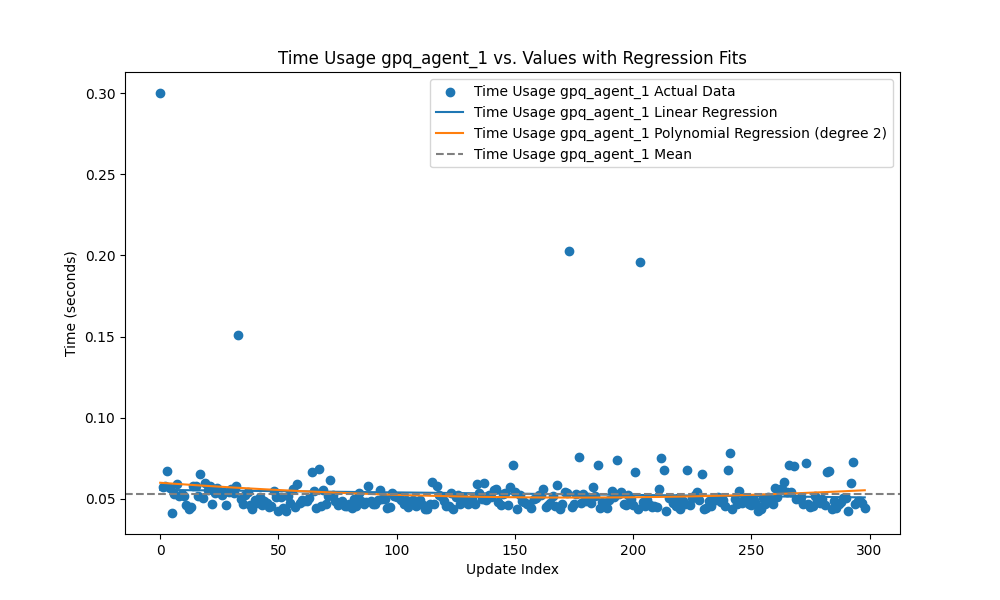 Time Usage gpq_agent_1 vs. Values with Regression Fits
Time Usage gpq_agent_1 Actual Data
Time Usage gpq_agent_1 Linear Regression
Time Usage gpq_agent_1 Polynomial Regression (degree 2)
Time Usage gpq_agent_1 Mean
Time (seconds)
0.30
0.25
0.20
0.15
0.10
0.05
0 50 100 150 200 250 300
Update Index